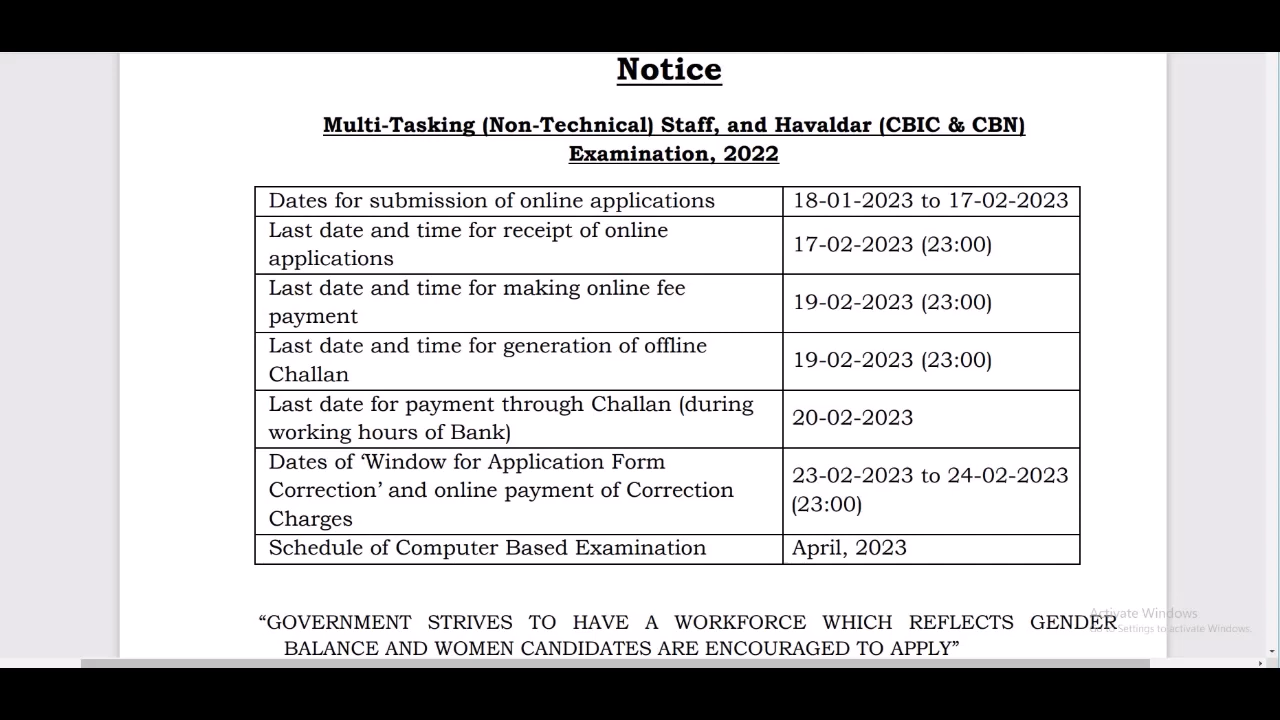 Notice
Multi-Tasking (Non-Technical) Staff, and Havaldar (CBIC & CBN)
Examination, 2022
Dates for submission of online applications 18-01-2023 to 17-02-2023
Last date and time for receipt of online
applications
17-02-2023 (23:00)
Last date and time for making online fee
payment
19-02-2023 (23:00)
Last date and time for generation of offline
Challan
19-02-2023 (23:00)
Last date for payment through Challan (during
working hours of Bank)
20-02-2023
Dates of ‘Window for Application Form
Correction’ and online payment of Correction
Charges
23-02-2023 to 24-02-2023
(23:00)
Schedule of Computer Based Examination April, 2023
“GOVERNMENT STRIVES TO HAVE A WORKFORCE WHICH REFLECTS GENDER
BALANCE AND WOMEN CANDIDATES ARE ENCOURAGED TO APPLY”
Activate Windows
Go to Settings to activate Windows.